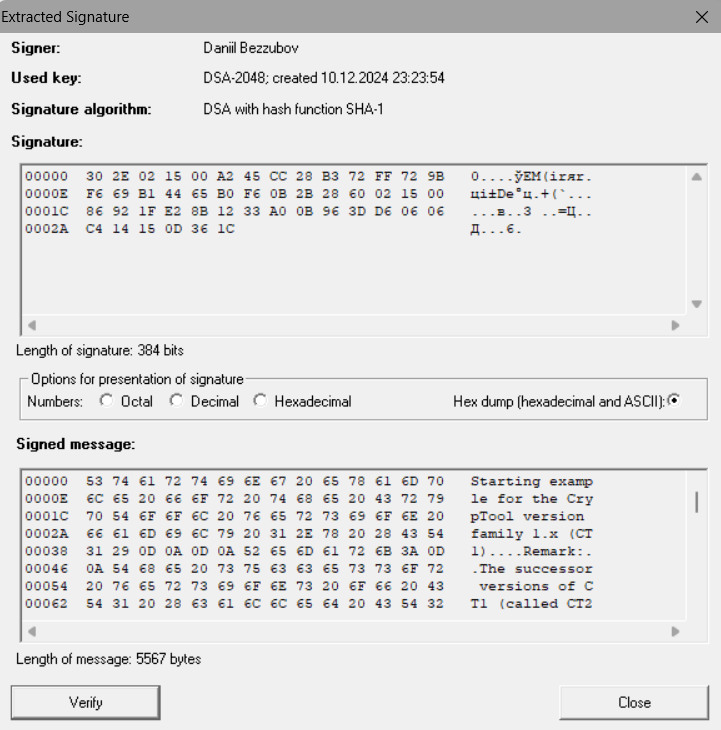 Extracted Signature
Signer: Daniil Bezzubov
Used key: DSA-2048; created 10.12.2024 23:23:54
Signature algorithm: DSA with hash function SHA-1
Signature:
00000 30 2E 02 15 00 A2 45 CC 28 B3 72 FF 72 9B 0....ўEM(irяr.
0000E F6 69 B1 44 65 B0 F6 0B 2B 28 60 02 15 00 цi±De°ц.+(`...
0001C 86 92 1F E2 8B 12 33 A0 0B 96 3D D6 06 06 ...в..3 ..=Ц..
0002A C4 14 15 0D 36 1C Д...6.
Length of signature: 384 bits
Options for presentation of signature
Numbers: Octal Decimal Hexadecimal Hex dump (hexadecimal and ASCII):
Signed message:
00000 53 74 61 72 74 69 6E 67 20 65 78 61 6D 70 Starting examp
0000E 6C 65 20 66 6F 72 20 74 68 65 20 43 72 79 le for the Cry
0001C 70 54 6F 6F 6C 20 76 65 72 73 69 6F 6E 20 pTool version
0002A 66 61 6D 69 6C 79 20 31 2E 78 20 28 43 54 family 1.x (CT
00038 31 29 0D 0A 0D 0A 52 65 6D 61 72 6B 3A 0D 1)....Remark:.
00046 0A 54 68 65 20 73 75 63 63 65 73 73 6F 72 .The successor
00054 20 76 65 72 73 69 6F 6E 73 20 6F 66 20 43 versions of C
00062 54 31 20 28 63 61 6C 6C 65 64 20 43 54 32 T1 (called CT2
Length of message: 5567 bytes
Verify Close